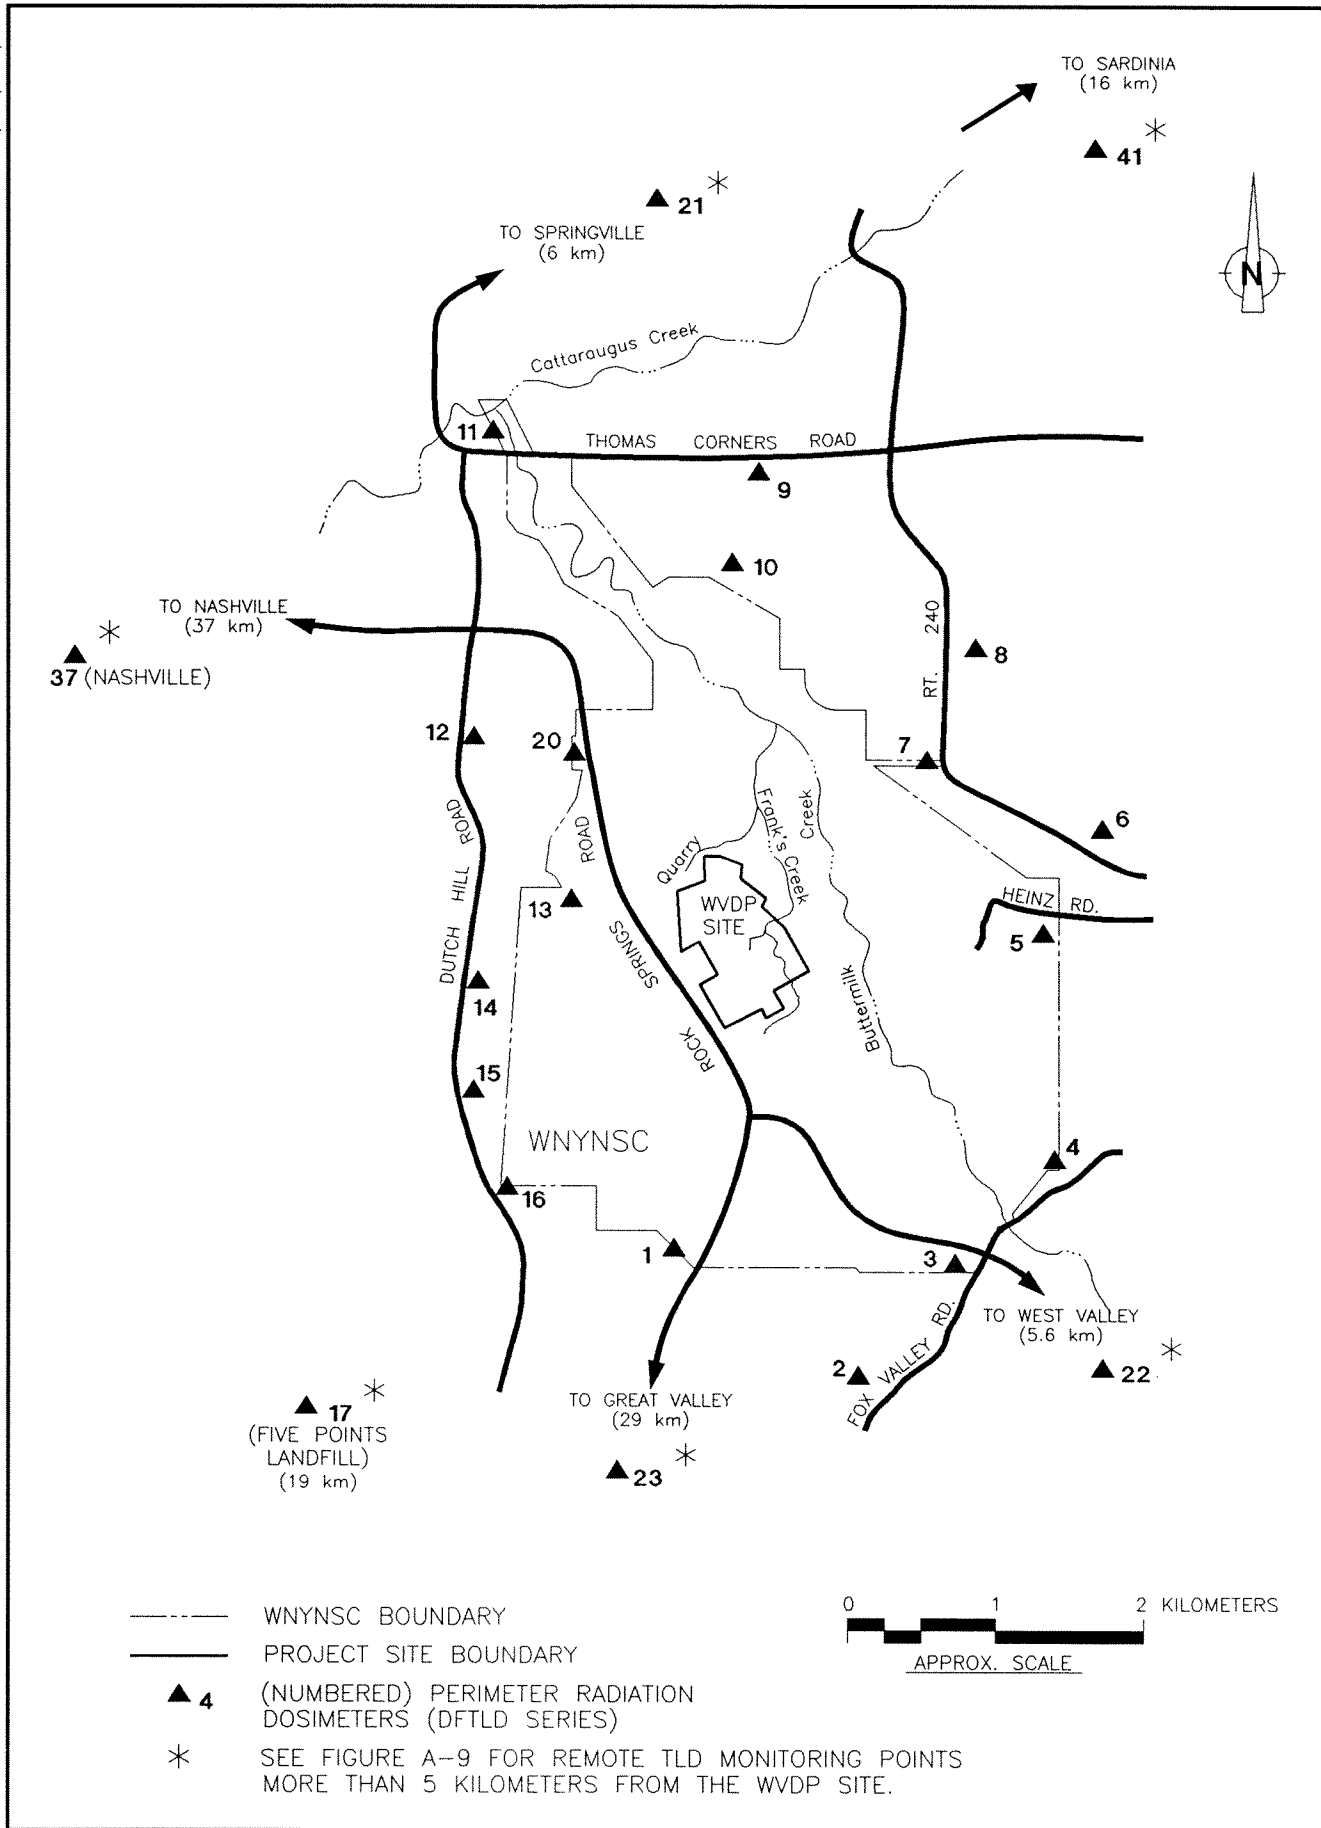 TO SARDINIA
(16 km)
41
21
TO SPRINGVILLE
(6 km)
N
Cattaraugus Creek
11
THOMAS CORNERS ROAD
9
10
TO NASHVILLE
(37 km)
37 (NASHVILLE)
RT. 240
8
12
20
7
6
DUTCH HILL ROAD
Quarry
Frank's Creek
Buttermilk Creek
WVDP
SITE
HEINZ RD.
5
13
ROCK SPRINGS ROAD
14
15
WNYNSC
4
16
1
3
TO WEST VALLEY
(5.6 km)
FOX VALLEY RD.
2
22
TO GREAT VALLEY
(29 km)
17
(FIVE POINTS
LANDFILL)
(19 km)
23
WNYNSC BOUNDARY
PROJECT SITE BOUNDARY
4 (NUMBERED) PERIMETER RADIATION
DOSIMETERS (DFTLD SERIES)
SEE FIGURE A-9 FOR REMOTE TLD MONITORING POINTS
MORE THAN 5 KILOMETERS FROM THE WVDP SITE.
0 1 2 KILOMETERS
APPROX. SCALE